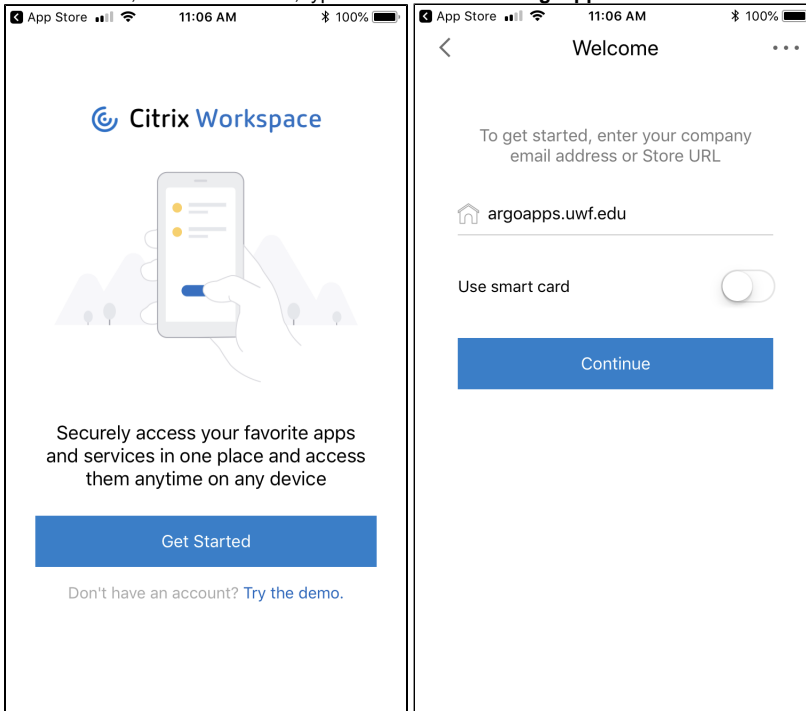 App Store 11:06 AM 100%
Citrix Workspace
Securely access your favorite apps
and services in one place and access
them anytime on any device
Get Started
Don't have an account? Try the demo.
App Store 11:06 AM 100%
Welcome
To get started, enter your company
email address or Store URL
argoapps.uwf.edu
Use smart card
Continue